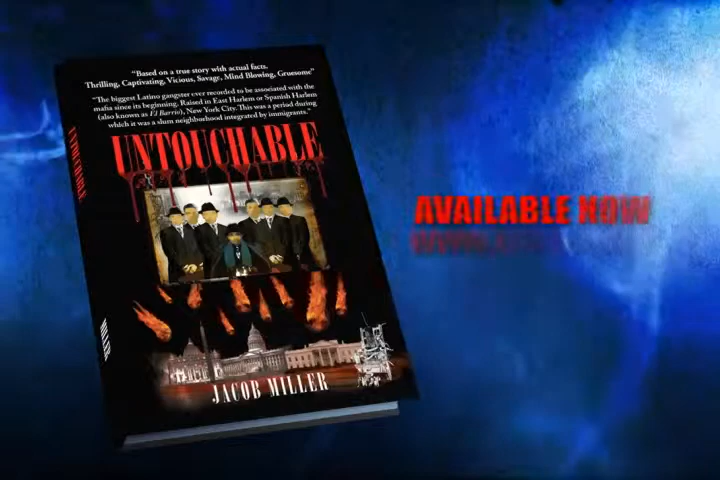 "Based on a true story with actual facts.
Thrilling, Captivating, Vicious, Savage, Mind Blowing, Gruesome"
"The biggest Latino gangster ever recorded to be associated with the
mafia since its beginning. Raised in East Harlem or Spanish Harlem
(also known as El Barrio), New York City. This was a period during
which it was a slum neighborhood integrated by immigrants."
UNTOUCHABLE
UNTOUCHABLE
MILLER
JACOB MILLER
AVAILABLE NOW